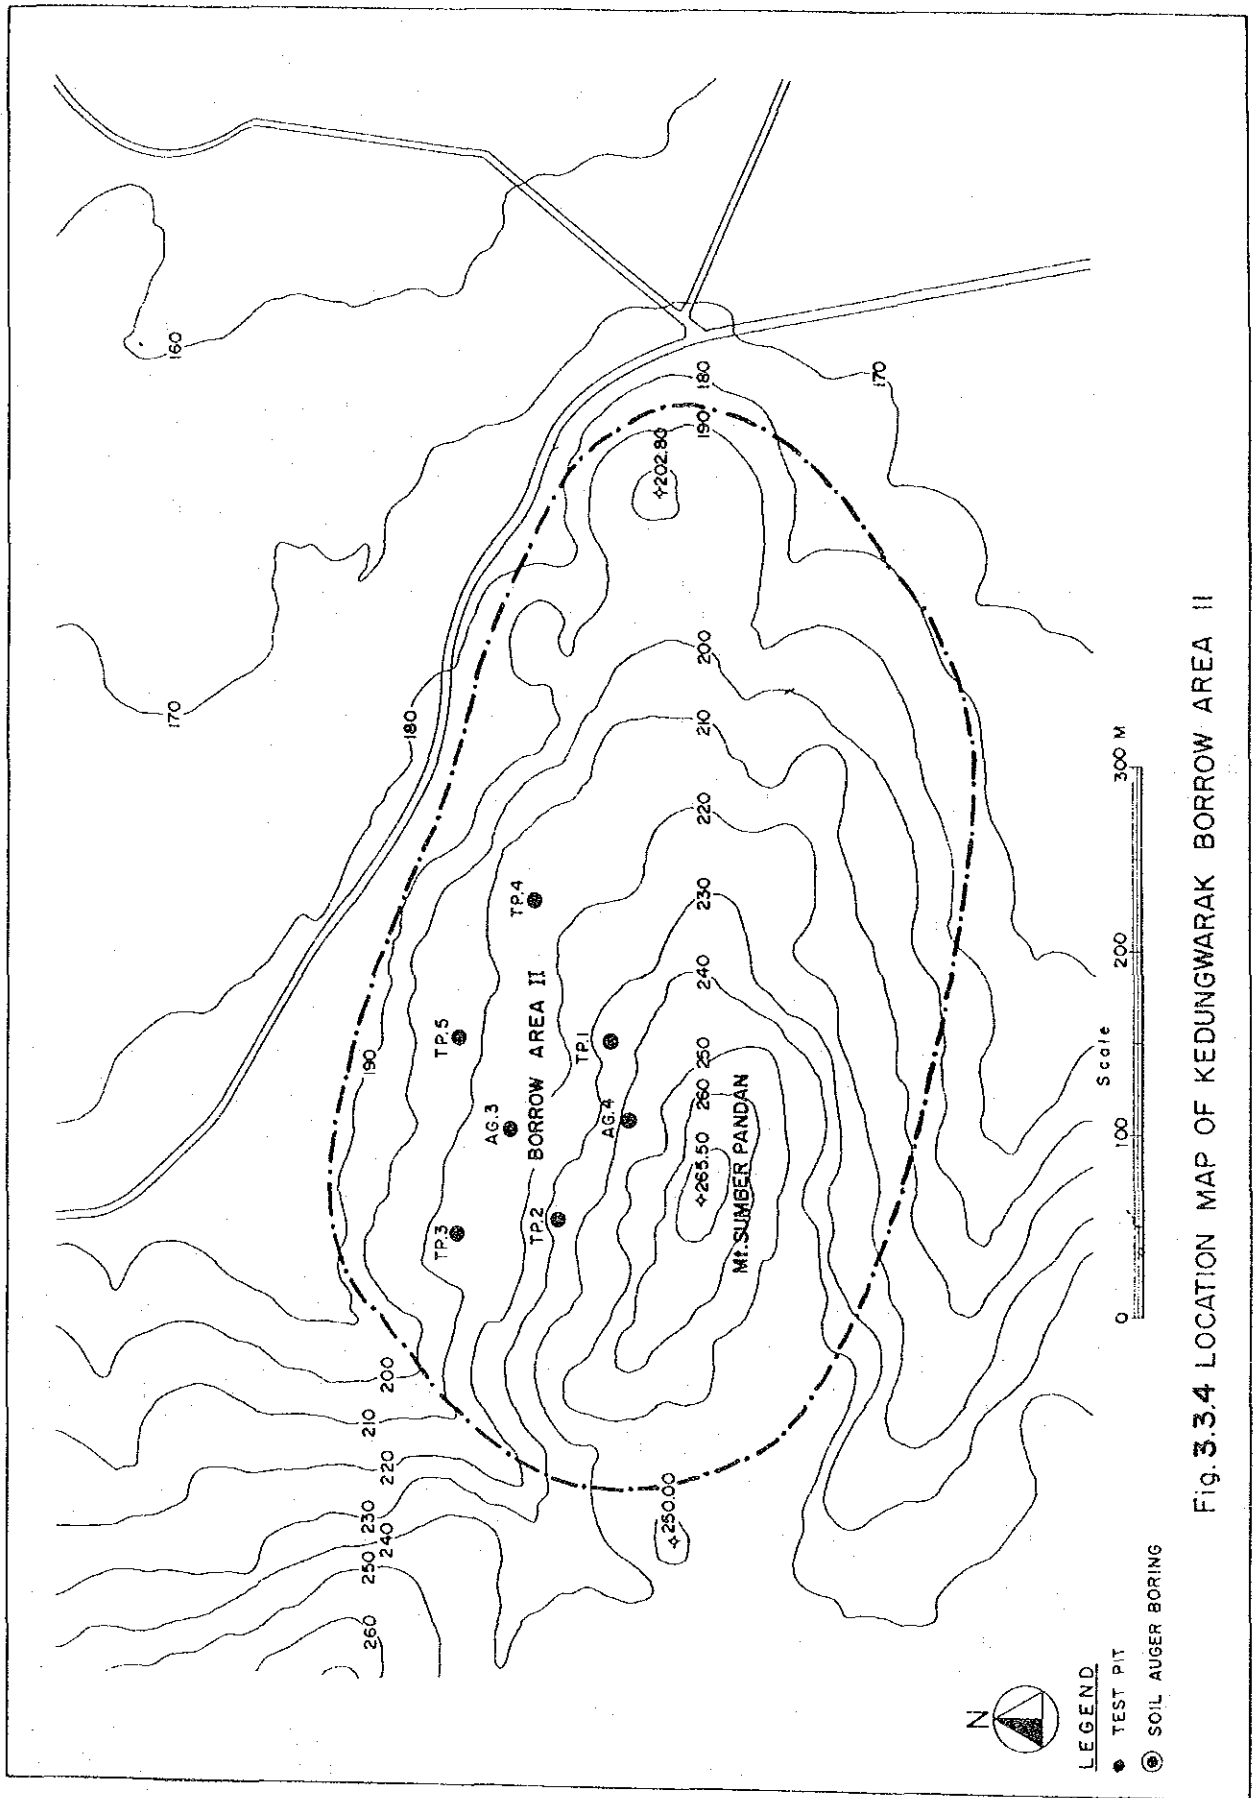 260
250
240
230
220
210
200
190
180
170
160
170
TP.3
AG.3
TP.5
TP.4
BORROW AREA II
TP.2
AG.4
TP.1
250.00
265.50
260
250
240
230
220
210
200
202.80
190
180
Mt.SUMBER PANDAN
170
N
LEGEND
TEST PIT
SOIL AUGER BORING
Scale
0 100 200 300 M
Fig. 3.3.4 LOCATION MAP OF KEDUNGWARAK BORROW AREA II